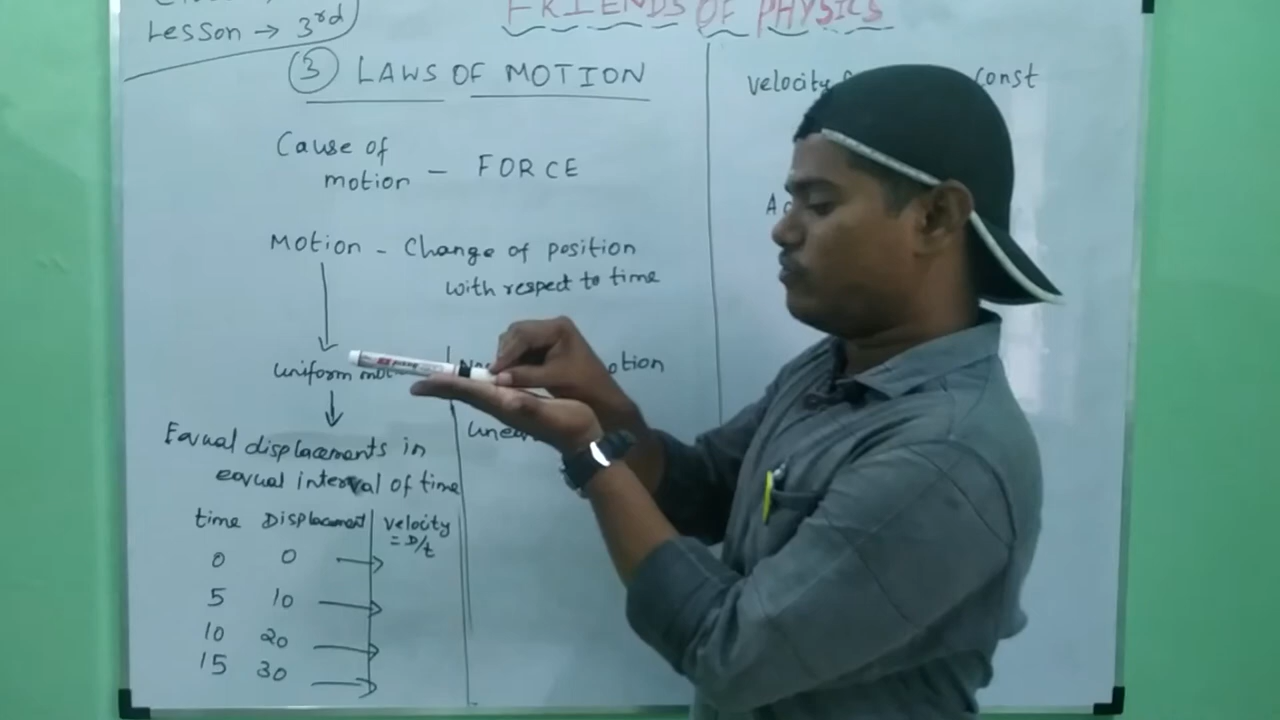 Lesson → 3rd
FRIENDS OF PHYSICS
③ LAWS OF MOTION
Cause of
motion – FORCE
Motion - Change of position
with respect to time
uniform
Equal displacements in
equal interval of time
time Displacement velocity
= D/t
0 0
5 10
10 20
15 30
velocity const